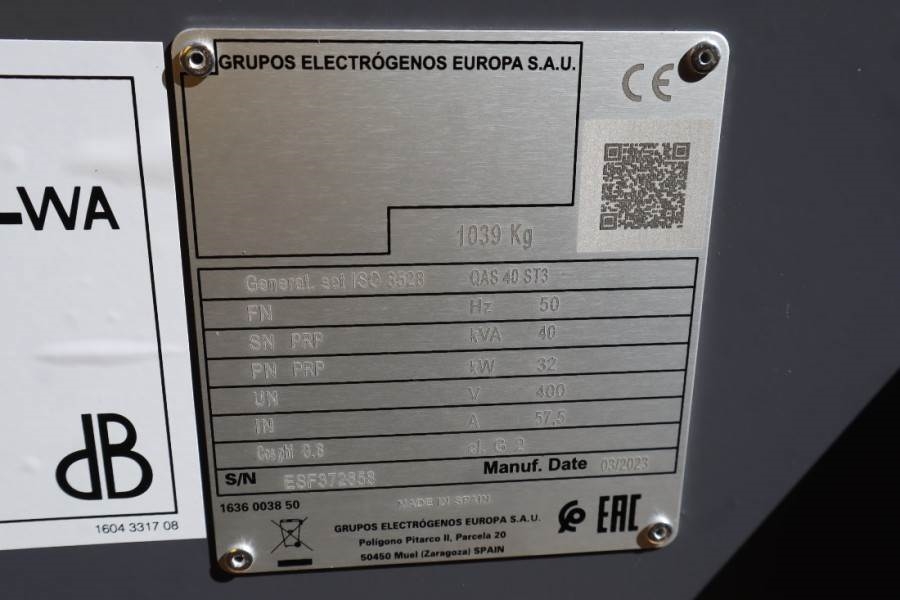 GRUPOS ELECTRÓGENOS EUROPA S.A.U.
CE
1039 Kg
Generat. set ISO 8528 QAS 40 ST3
FN Hz 50
SN PRP kVA 40
PN PRP kW 32
UN V 400
IN A 57,5
Cosphi 0.8 cl. G 2
S/N ESF372658 Manuf. Date 03/2023
1636 0038 50 MADE IN SPAIN
GRUPOS ELECTRÓGENOS EUROPA S.A.U.
Polígono Pitarco II, Parcela 20
50450 Muel (Zaragoza) SPAIN
EAC
-WA
dB
1604 3317 08